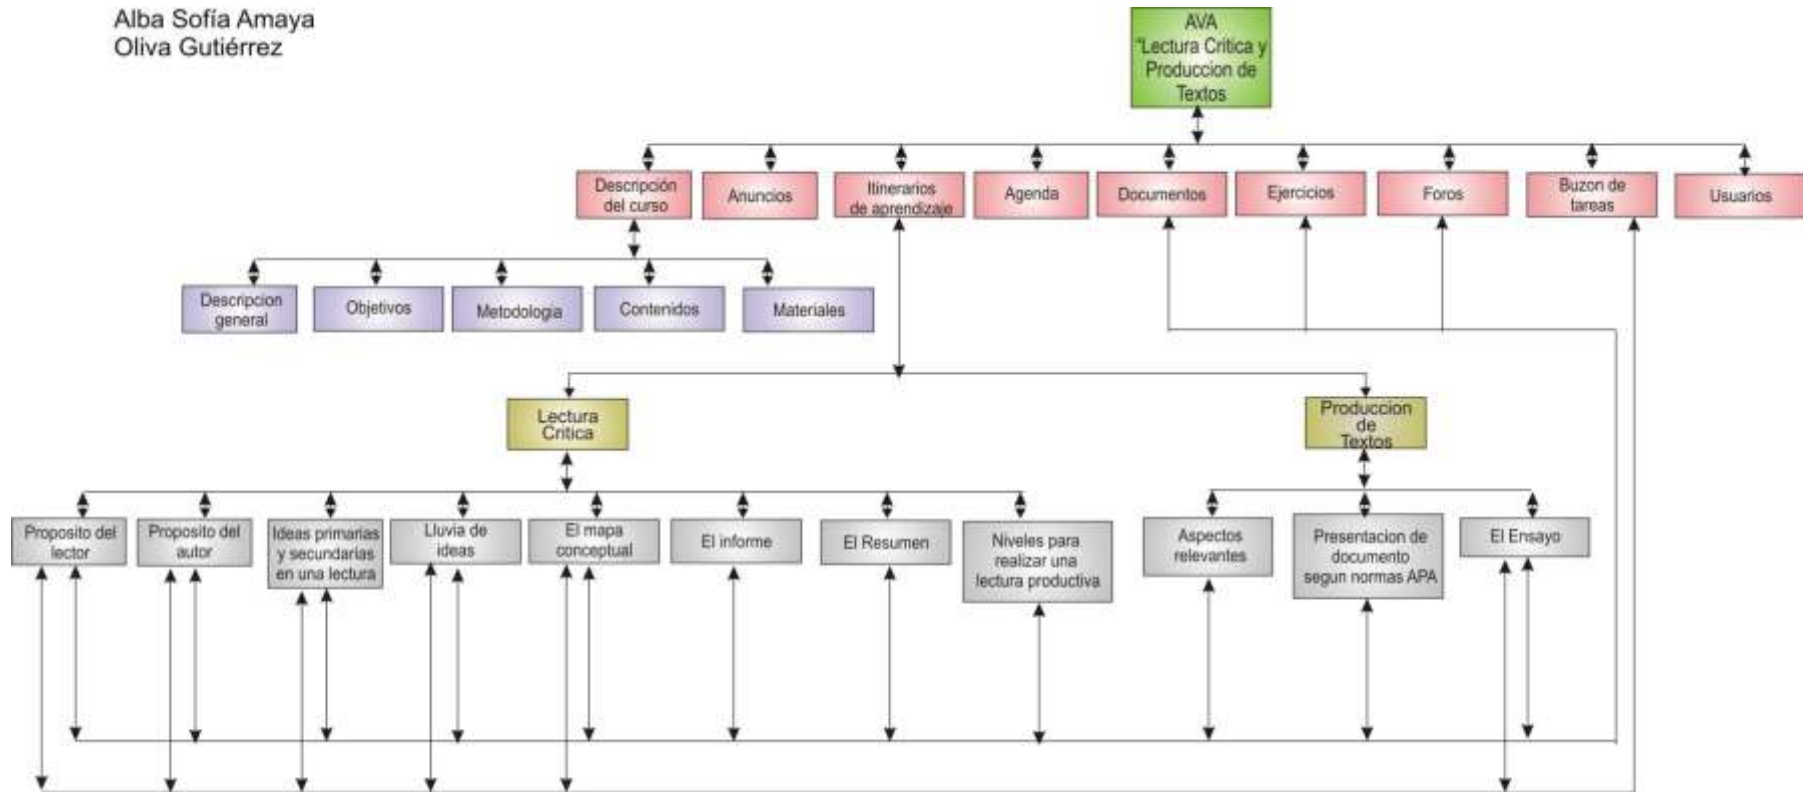 Alba Sofía Amaya
Oliva Gutiérrez
AVA
"Lectura Critica y
Produccion de
Textos
Descripción
del curso
Anuncios
Itinerarios
de aprendizaje
Agenda
Documentos
Ejercicios
Foros
Buzon de
tareas
Usuarios
Descripcion
general
Objetivos
Metodologia
Contenidos
Materiales
Lectura
Critica
Produccion
de
Textos
Proposito del
lector
Proposito del
autor
Ideas primarias
y secundarias
en una lectura
Lluvia de
ideas
El mapa
conceptual
El informe
El Resumen
Niveles para
realizar una
lectura productiva
Aspectos
relevantes
Presentacion de
documento
segun normas APA
El Ensayo